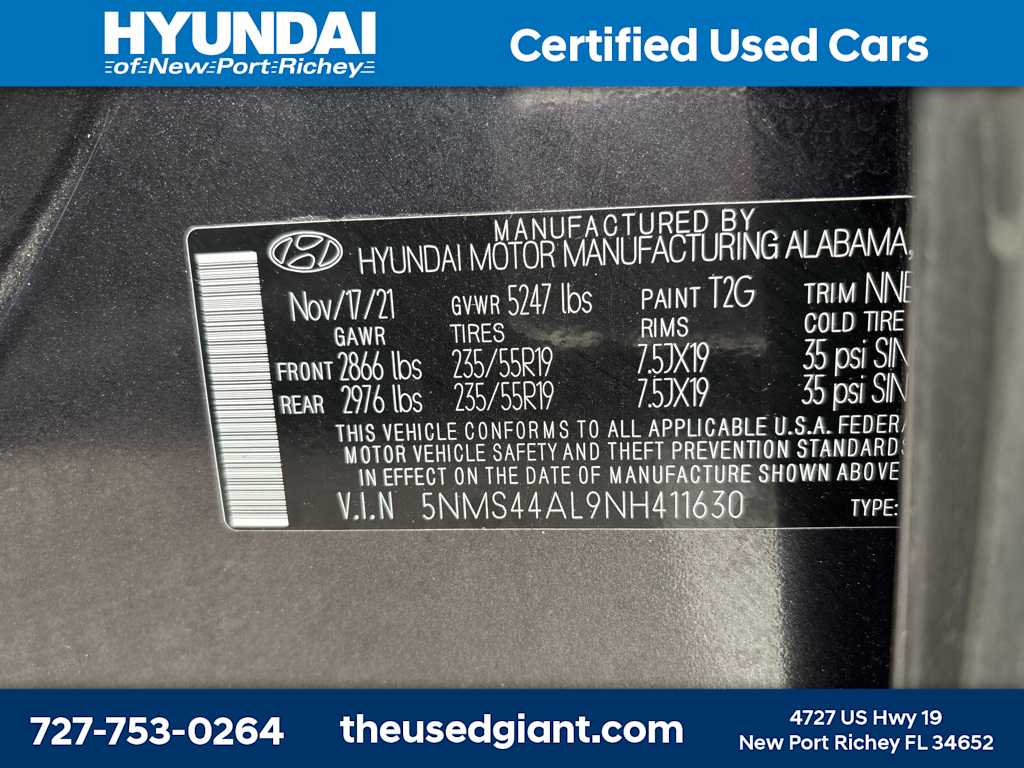 HYUNDAI
of New Port Richey
Certified Used Cars
MANUFACTURED BY
HYUNDAI MOTOR MANUFACTURING ALABAMA,
Nov/17/21 GVWR 5247 lbs PAINT T2G TRIM NNB
GAWR TIRES RIMS COLD TIRE
FRONT 2866 lbs 235/55R19 7.5JX19 35 psi SIN
REAR 2976 lbs 235/55R19 7.5JX19 35 psi SIN
THIS VEHICLE CONFORMS TO ALL APPLICABLE U.S.A. FEDERA
MOTOR VEHICLE SAFETY AND THEFT PREVENTION STANDARDS
IN EFFECT ON THE DATE OF MANUFACTURE SHOWN ABOVE
V.I.N 5NMS44AL9NH411630 TYPE:
727-753-0264
theusedgiant.com
4727 US Hwy 19
New Port Richey FL 34652